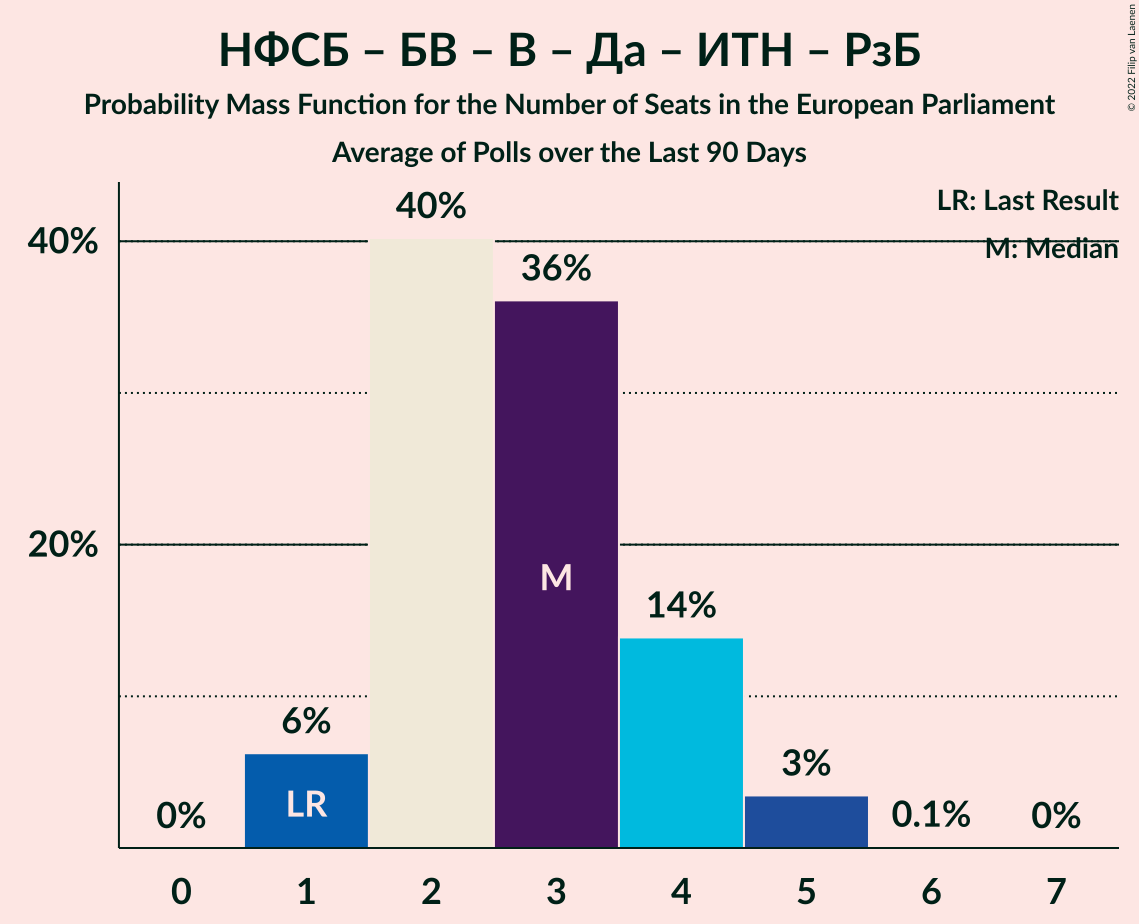 НФСБ – БВ – В – Да – ИТН – РзБ
Probability Mass Function for the Number of Seats in the European Parliament
Average of Polls over the Last 90 Days
© 2022 Filip van Laenen
LR: Last Result
M: Median
40%
20%
0%
6%
40%
36%
14%
3%
0.1%
0%
LR
M
0 1 2 3 4 5 6 7